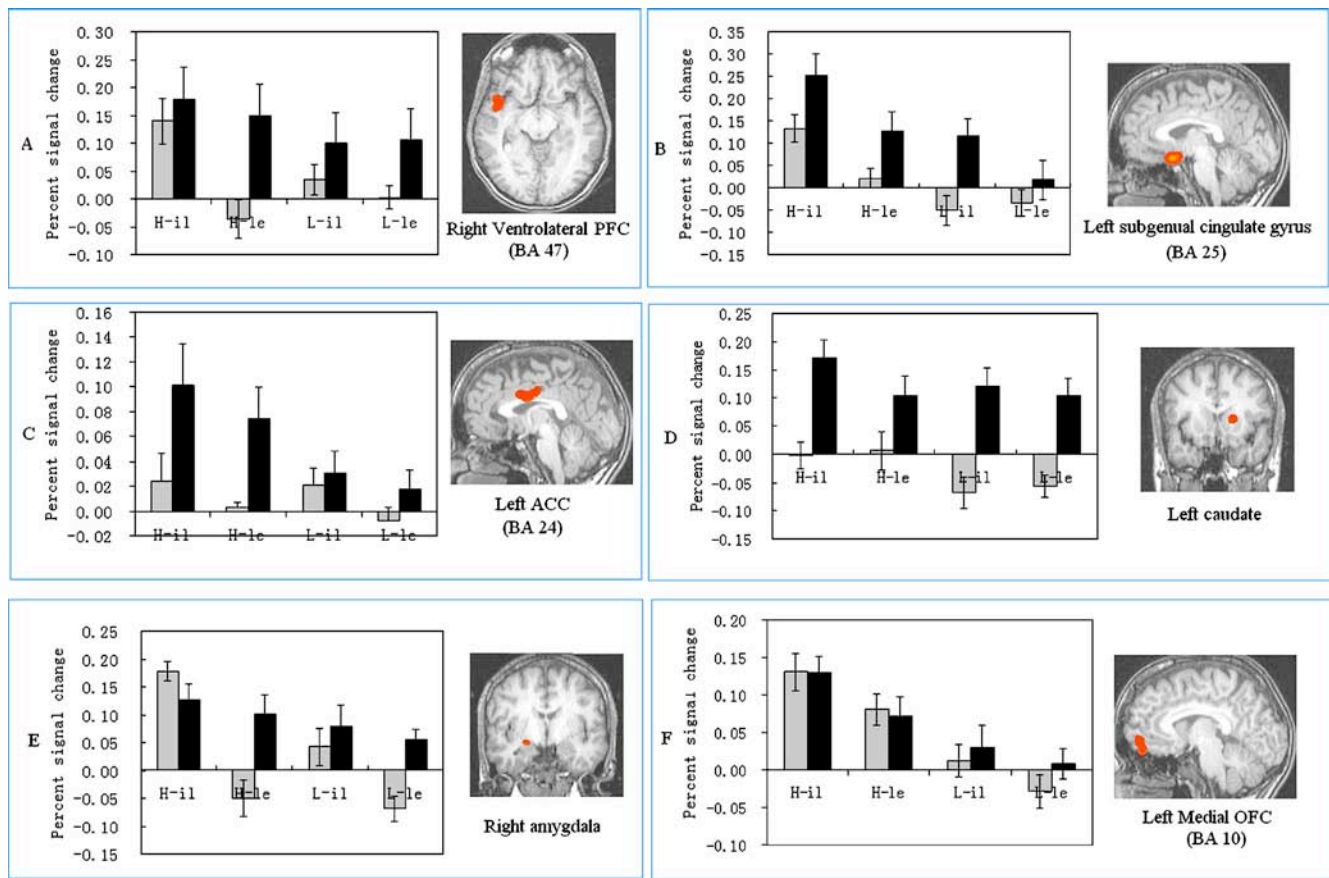 A
Percent signal change
0.30
0.25
0.20
0.15
0.10
0.05
0.00
-0.05
-0.10
H-il H-le L-il L-le
Right Ventrolateral PFC
(BA 47)
B
Percent signal change
0.35
0.30
0.25
0.20
0.15
0.10
0.05
0.00
-0.05
-0.10
-0.15
H-il H-le L-il L-le
Left subgenual cingulate gyrus
(BA 25)
C
Percent signal change
0.16
0.14
0.12
0.10
0.08
0.06
0.04
0.02
0.00
-0.02
H-il H-le L-il L-le
Left ACC
(BA 24)
D
Percent signal change
0.25
0.20
0.15
0.10
0.05
0.00
-0.05
-0.10
-0.15
H-il H-le L-il L-le
Left caudate
E
Percent signal change
0.25
0.20
0.15
0.10
0.05
0.00
-0.05
-0.10
-0.15
H-il H-le L-il L-le
Right amygdala
F
Percent signal change
0.20
0.15
0.10
0.05
0.00
-0.05
-0.10
H-il H-le L-il L-le
Left Medial OFC
(BA 10)